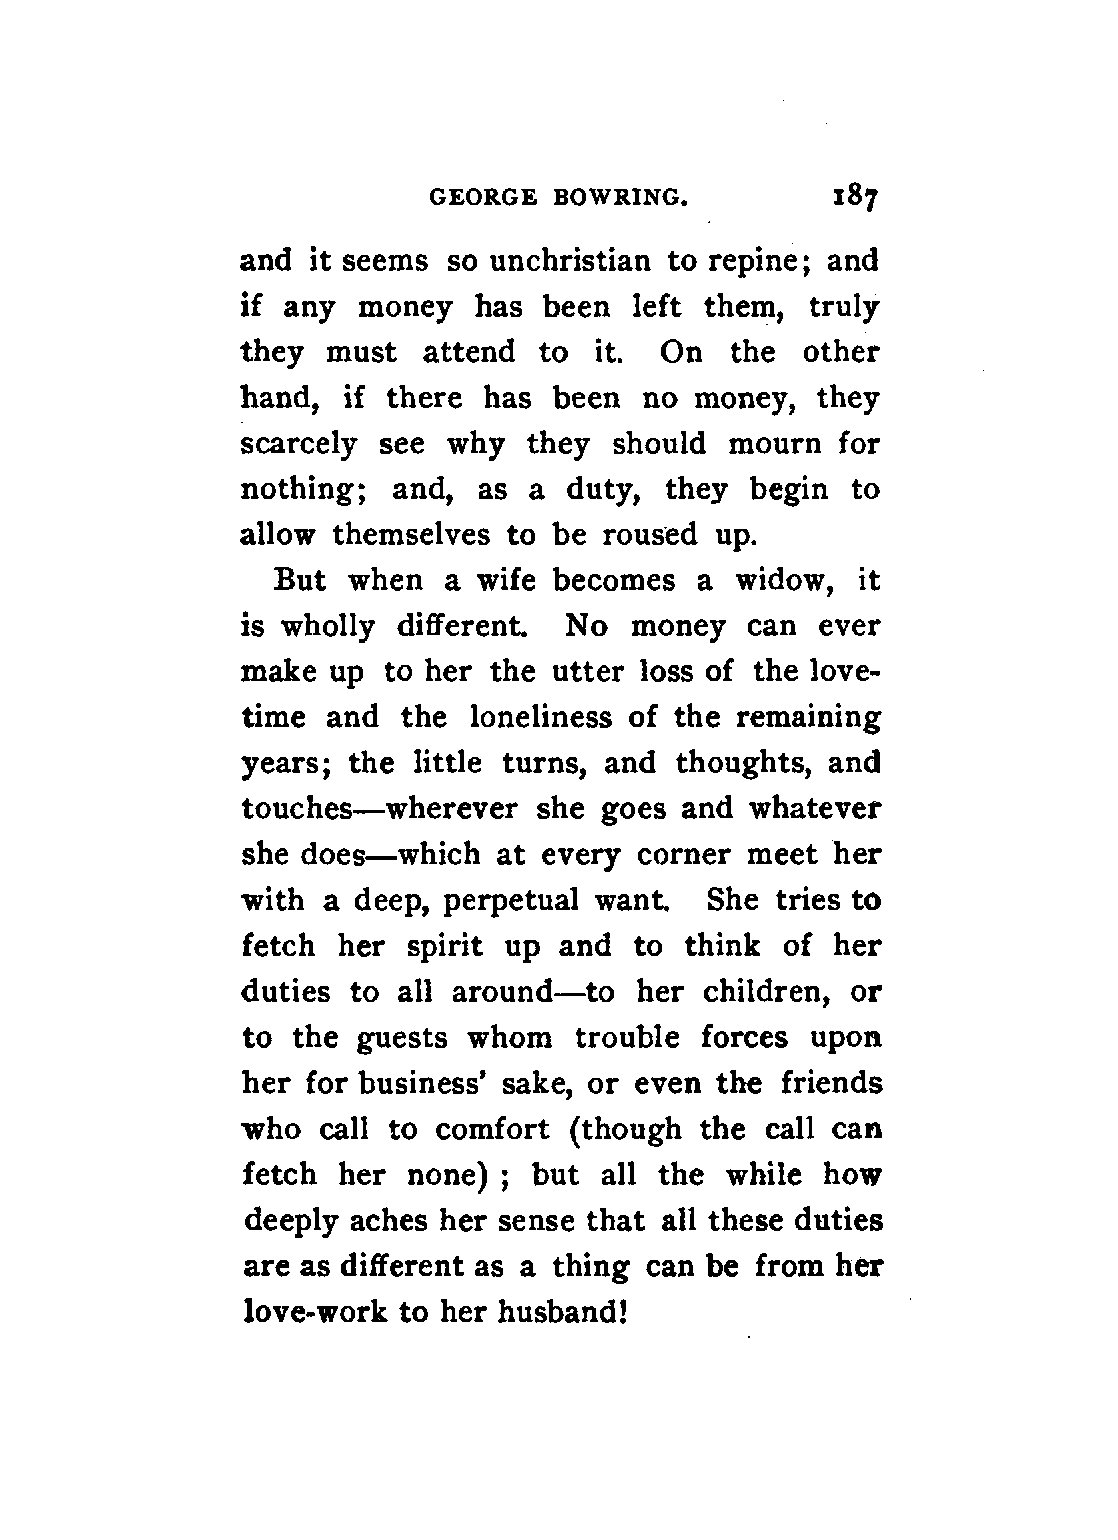 GEORGE BOWRING. 187
and it seems so unchristian to repine; and
if any money has been left them, truly
they must attend to it. On the other
hand, if there has been no money, they
scarcely see why they should mourn for
nothing; and, as a duty, they begin to
allow themselves to be roused up.
But when a wife becomes a widow, it
is wholly different. No money can ever
make up to her the utter loss of the love-
time and the loneliness of the remaining
years; the little turns, and thoughts, and
touches—wherever she goes and whatever
she does—which at every corner meet her
with a deep, perpetual want. She tries to
fetch her spirit up and to think of her
duties to all around—to her children, or
to the guests whom trouble forces upon
her for business' sake, or even the friends
who call to comfort (though the call can
fetch her none) ; but all the while how
deeply aches her sense that all these duties
are as different as a thing can be from her
love-work to her husband!